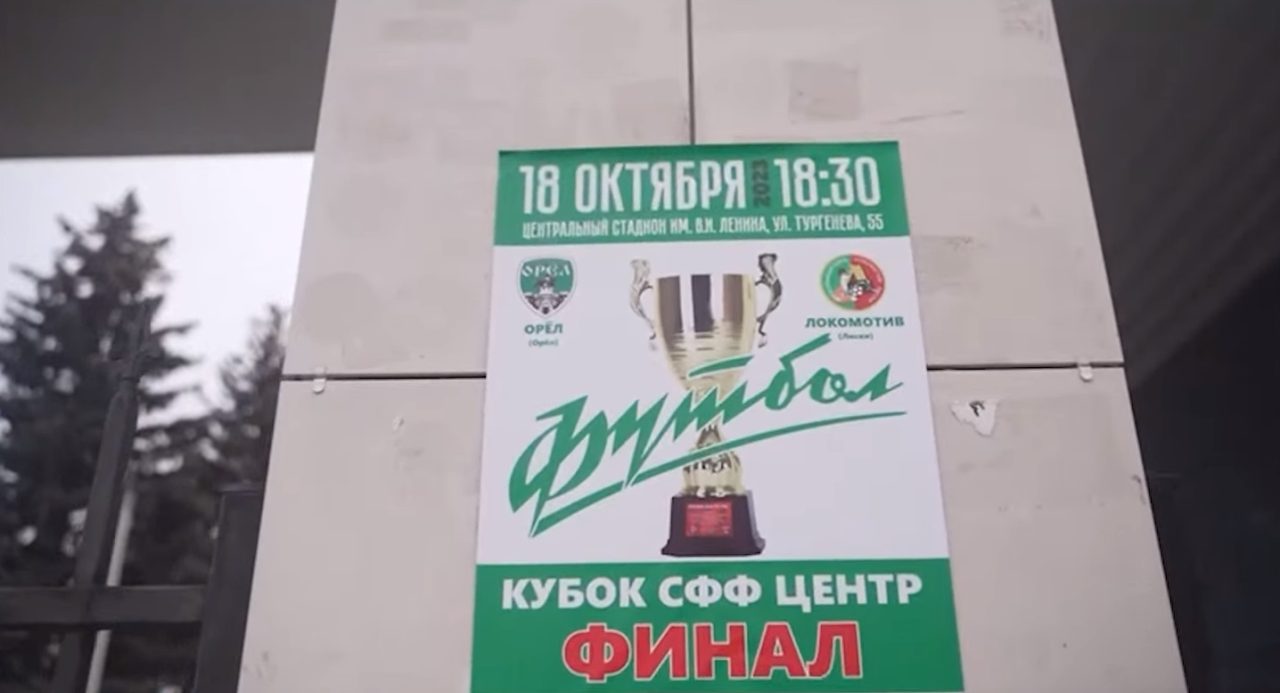 18 ОКТЯБРЯ 2023 18:30
ЦЕНТРАЛЬНЫЙ СТАДИОН ИМ. В.И. ЛЕНИНА, УЛ. ТУРГЕНЕВА, 55
ОРЕЛ
ОРЁЛ
(Орёл)
ЛОКОМОТИВ
(Лиски)
Футбол
КУБОК СФФ ЦЕНТР
ФИНАЛ